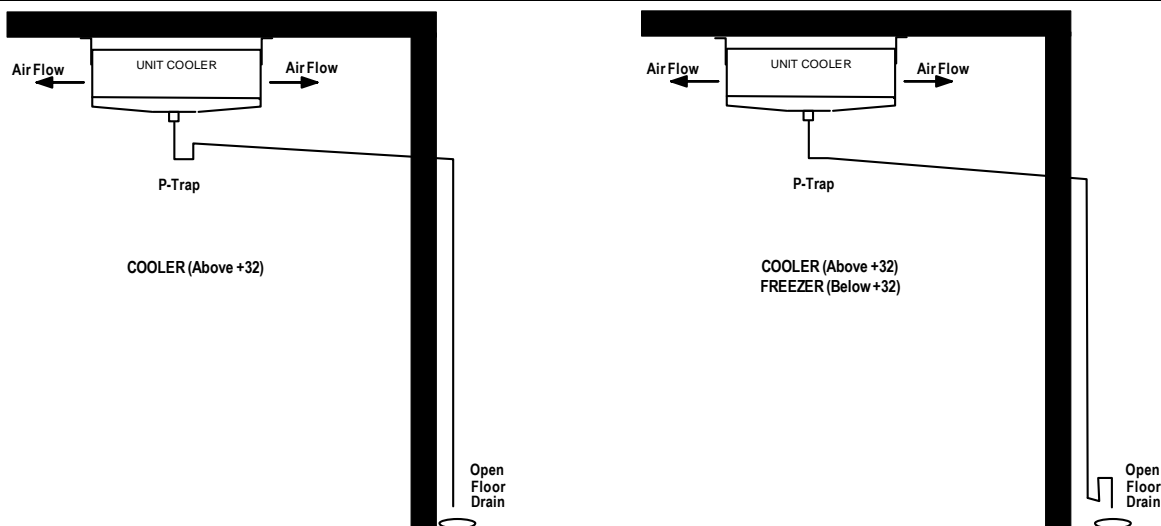 UNIT COOLER
Air Flow
Air Flow
P-Trap
COOLER (Above +32)
Open
Floor
Drain
UNIT COOLER
Air Flow
Air Flow
P-Trap
COOLER (Above +32)
FREEZER (Below +32)
Open
Floor
Drain